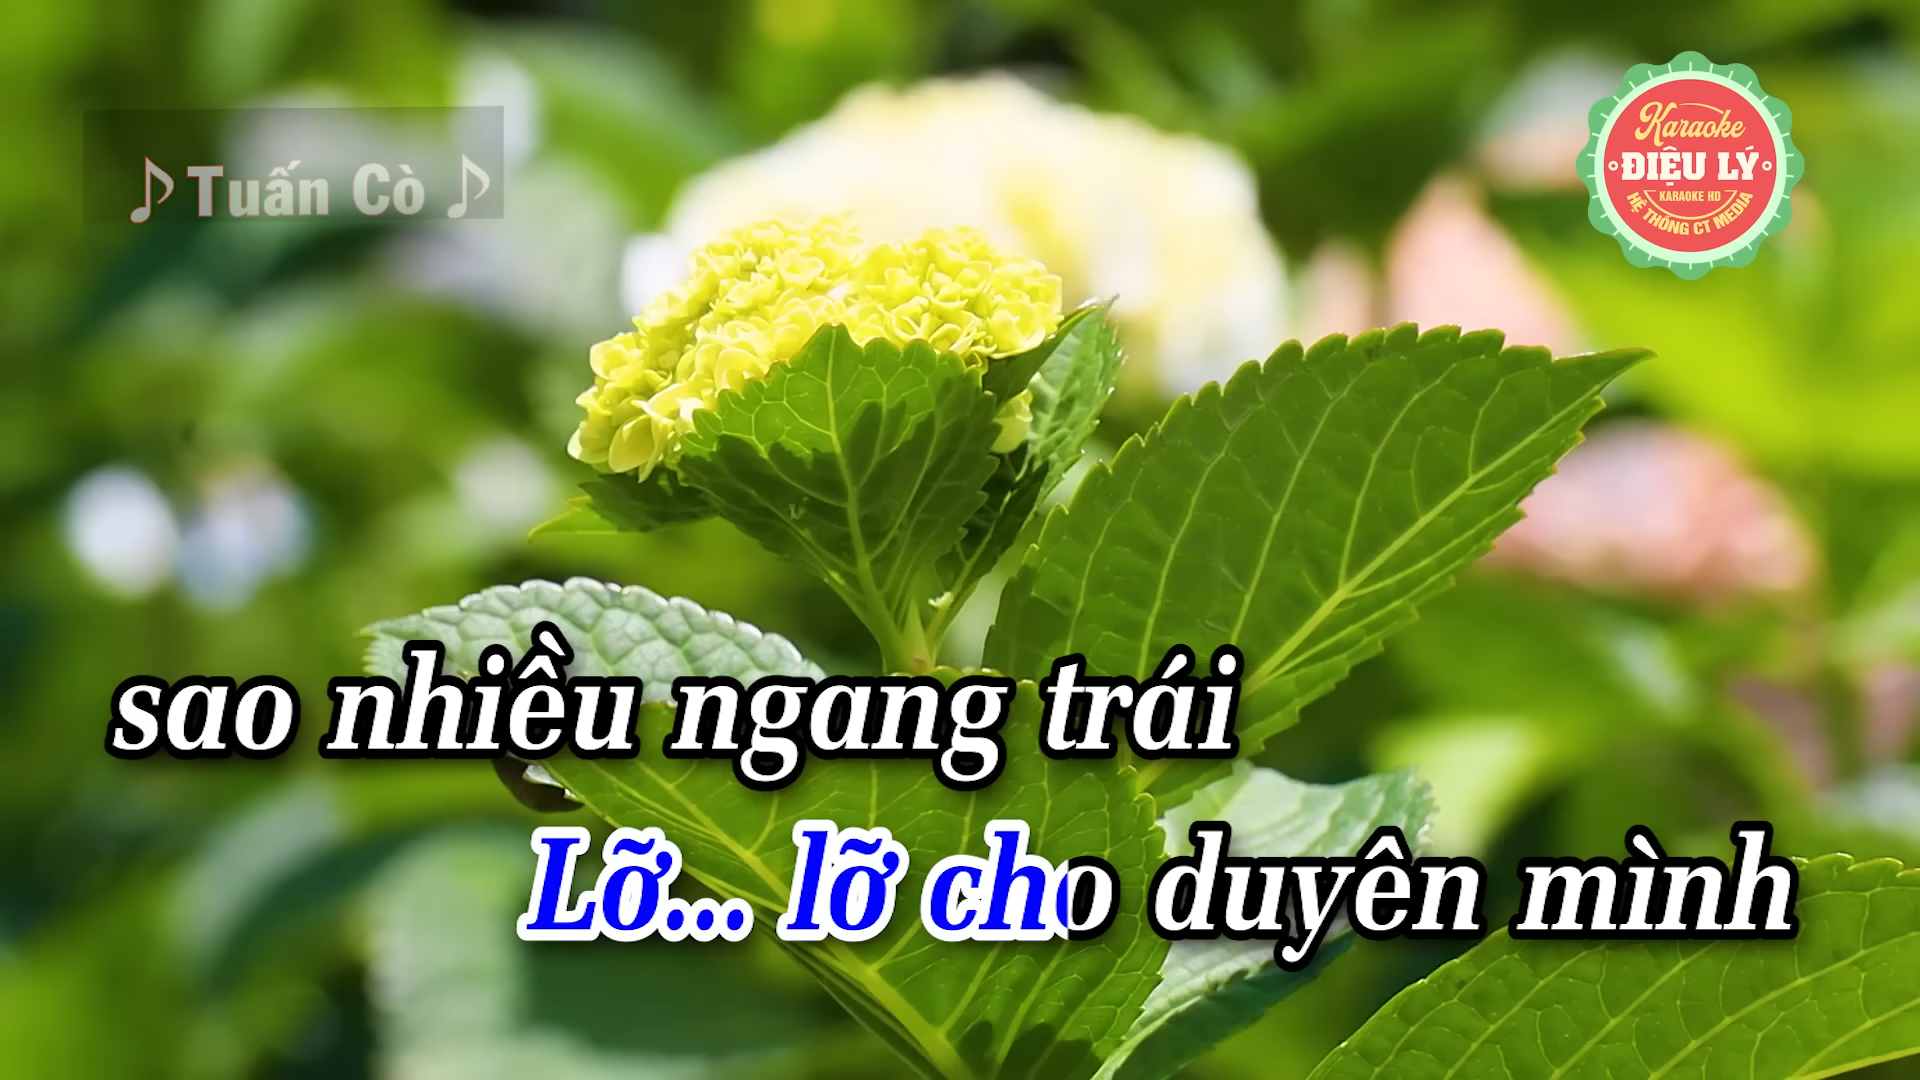 ♪ Tuấn Cò ♪
Karaoke
ĐIỆU LÝ
KARAOKE HD
HỆ THỐNG CT MEDIA
sao nhiều ngang trái
Lỡ... lỡ cho duyên mình